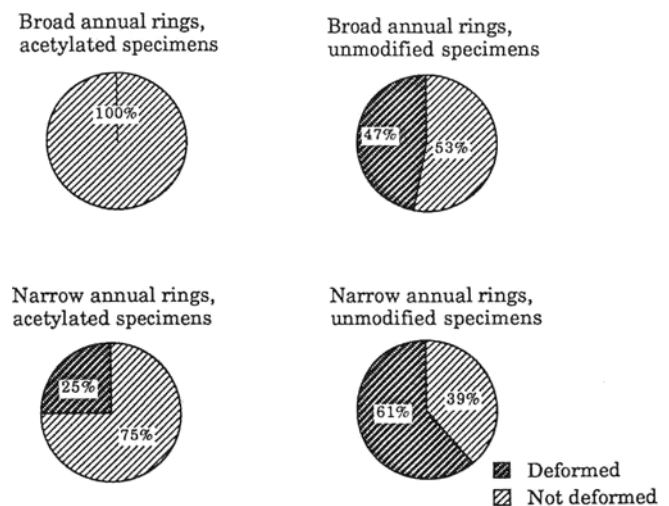 Broad annual rings,
acetylated specimens
100%
Broad annual rings,
unmodified specimens
47%
53%
Narrow annual rings,
acetylated specimens
25%
75%
Narrow annual rings,
unmodified specimens
61%
39%
Deformed
Not deformed